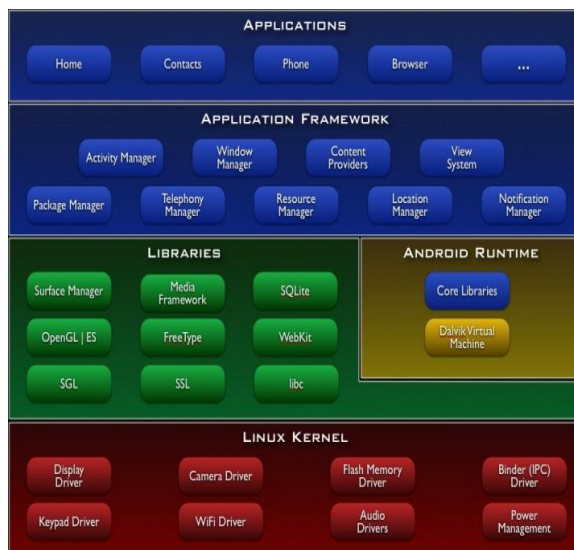 APPLICATIONS
Home
Contacts
Phone
Browser
...
APPLICATION FRAMEWORK
Activity Manager
Window
Manager
Content
Providers
View
System
Package Manager
Telephony
Manager
Resource
Manager
Location
Manager
Notification
Manager
LIBRARIES
Surface Manager
Media
Framework
SQLite
OpenGL | ES
FreeType
WebKit
SGL
SSL
libc
ANDROID RUNTIME
Core Libraries
Dalvik Virtual
Machine
LINUX KERNEL
Display
Driver
Camera Driver
Flash Memory
Driver
Binder (IPC)
Driver
Keypad Driver
WiFi Driver
Audio
Drivers
Power
Management